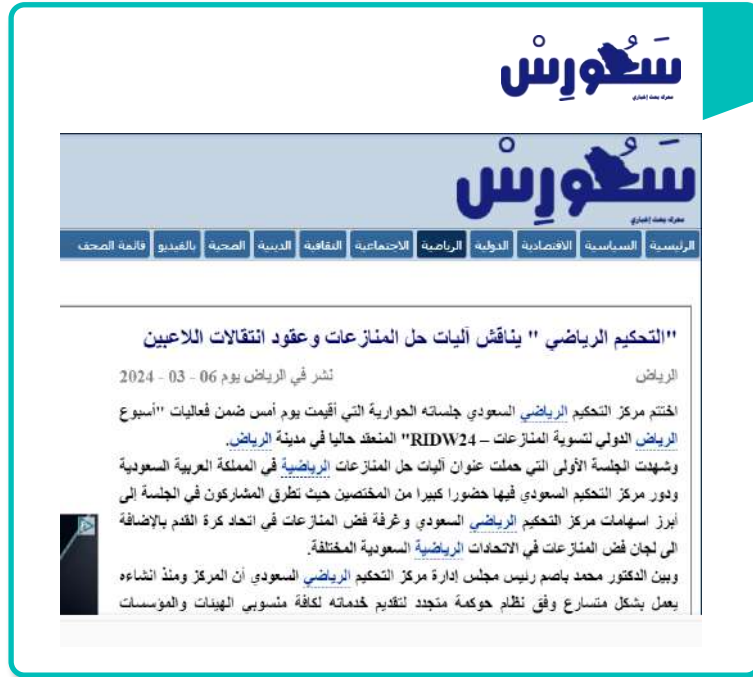 سَعُورِسْ
محرك بحث إخباري
سَعُورِسْ
محرك بحث إخباري
الرئيسية السياسية الاقتصادية الدولية الرياضية الاجتماعية الثقافية الدينية الصحية بالفيديو قائمة الصحف
"التحكيم الرياضي " يناقش آليات حل المنازعات وعقود انتقالات اللاعبين
الرياض نشر في الرياض يوم 06 - 03 - 2024
اختتم مركز التحكيم الرياضي السعودي جلساته الحوارية التي أقيمت يوم أمس ضمن فعاليات "أسبوع
الرياض الدولي لتسوية المنازعات – RIDW24" المنعقد حاليا في مدينة الرياض.
وشهدت الجلسة الأولى التي حملت عنوان آليات حل المنازعات الرياضية في المملكة العربية السعودية
ودور مركز التحكيم السعودي فيها حضورا كبيرا من المختصين حيث تطرق المشاركون في الجلسة إلى
أبرز اسهامات مركز التحكيم الرياضي السعودي وغرفة فض المنازعات في اتحاد كرة القدم بالإضافة
الى لجان فض المنازعات في الاتحادات الرياضية السعودية المختلفة.
وبين الدكتور محمد باصم رئيس مجلس إدارة مركز التحكيم الرياضي السعودي أن المركز ومنذ انشاءه
يعمل بشكل متسارع وفق نظام حوكمة متجدد لتقديم خدماته لكافة منسوبي الهيئات والمؤسسات